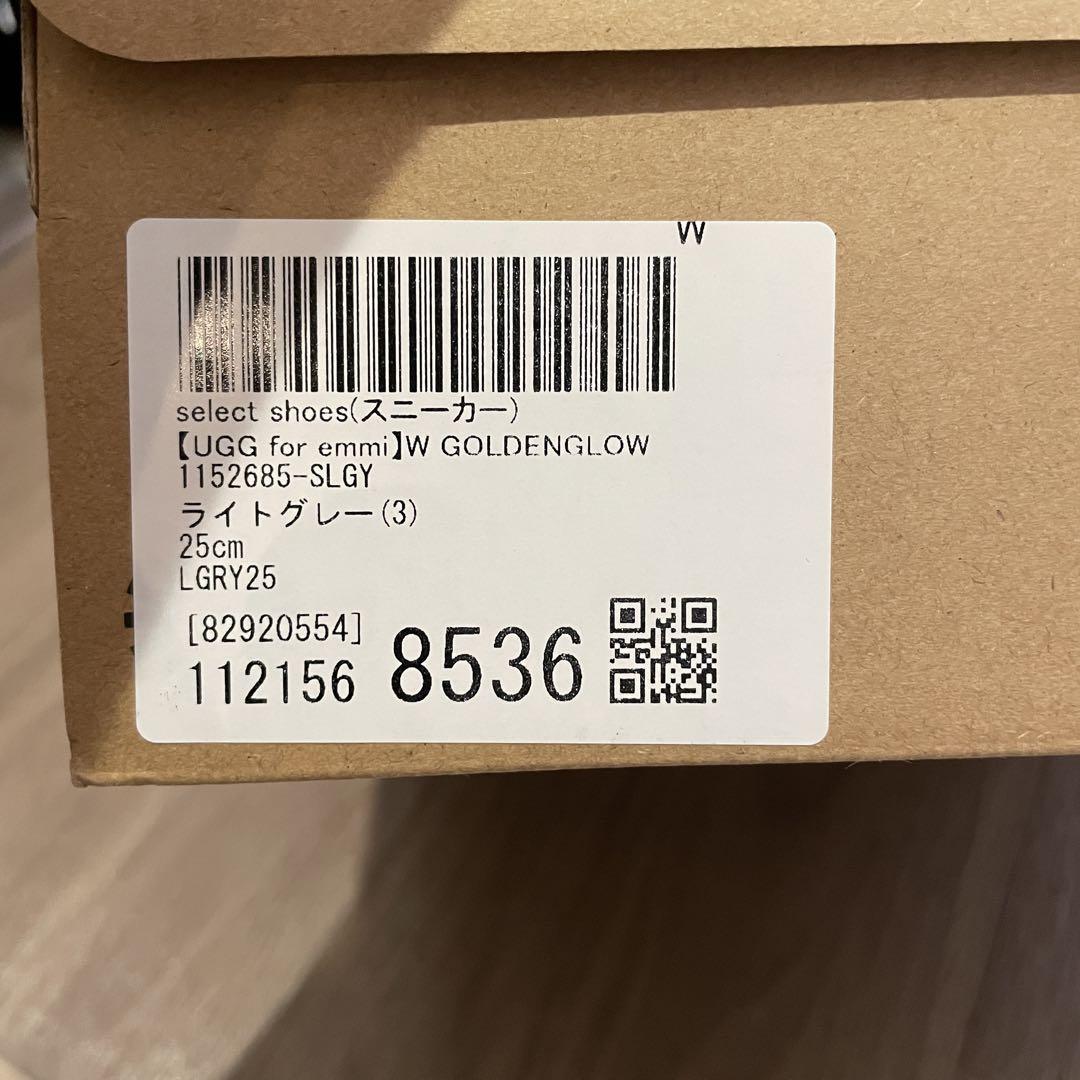 W
select shoes(スニーカー)
【UGG for emmi】W GOLDENGLOW
1152685-SLGY
ライトグレー(3)
25cm
LGRY25
[82920554]
112156 8536